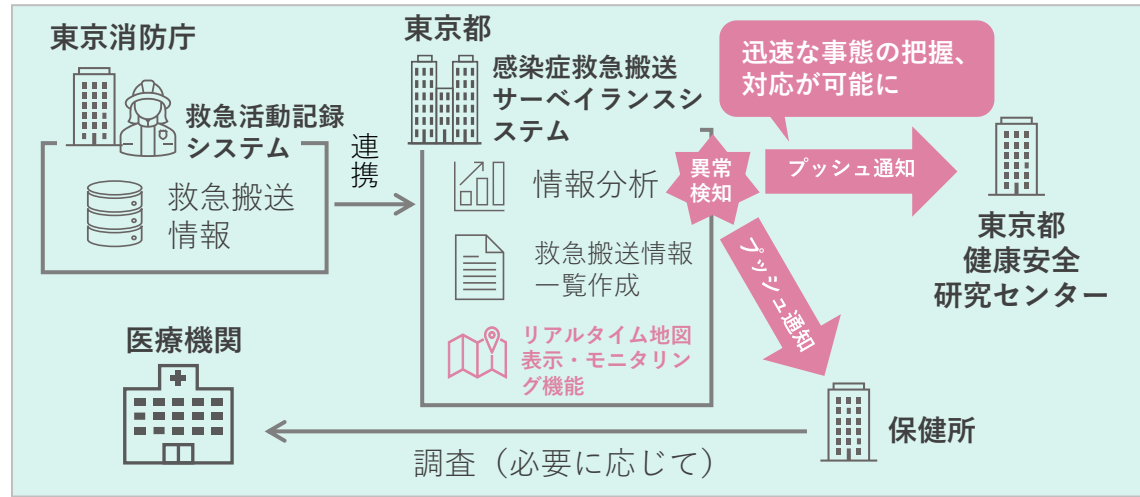 東京消防庁
救急活動記録
システム
救急搬送
情報
連携
東京都
感染症救急搬送
サーベイランスシ
ステム
情報分析
救急搬送情報
一覧作成
リアルタイム地図
表示・モニタリン
グ機能
異常
検知
迅速な事態の把握、
対応が可能に
プッシュ通知
東京都
健康安全
研究センター
プッシュ通知
保健所
調査（必要に応じて）
医療機関